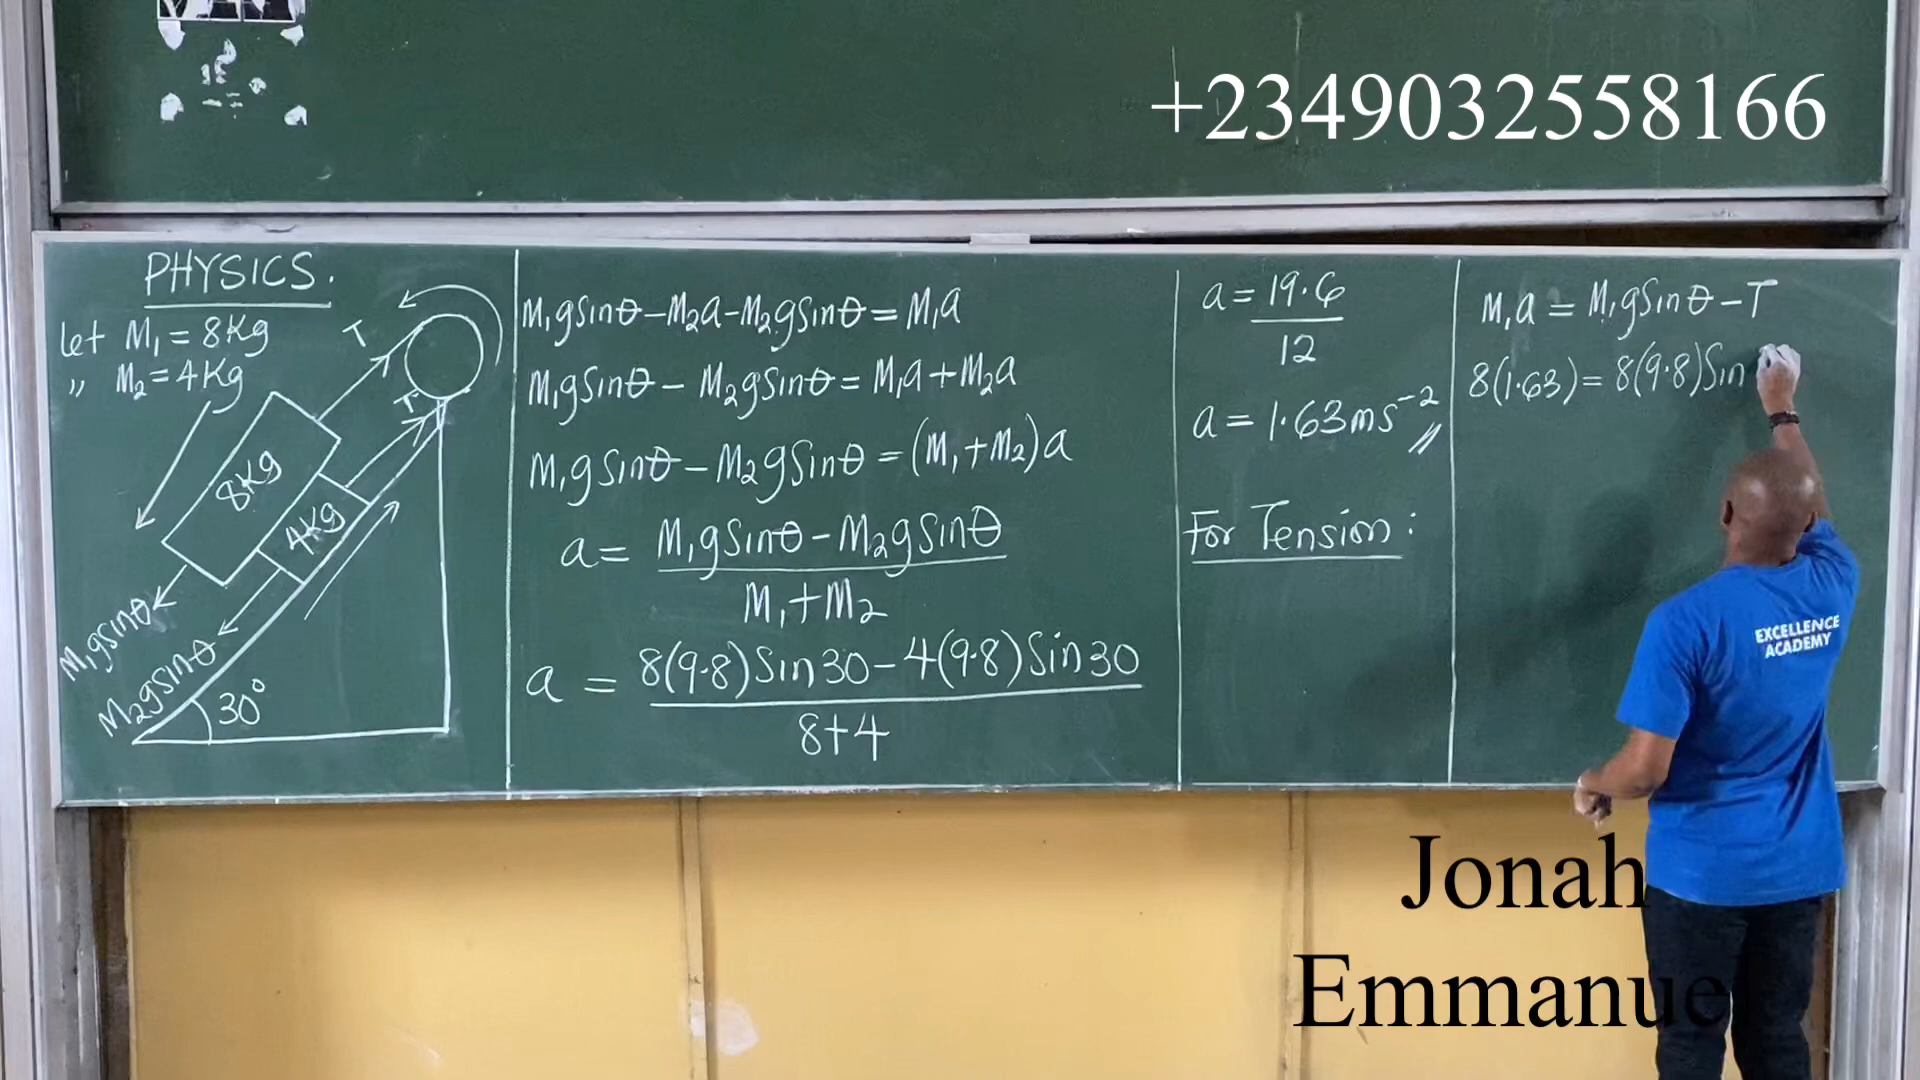 +2349032558166
PHYSICS.
let M₁ = 8Kg
,, M₂ = 4Kg
T
T
8Kg
4Kg
M₁gsinθ
M₂gsinθ
30°
M₁gSinθ–M₂a–M₂gSinθ = M₁a
M₁gSinθ – M₂gSinθ = M₁a + M₂a
M₁gSinθ – M₂gSinθ = (M₁+M₂)a
a = M₁gSinθ – M₂gSinθ
M₁+M₂
a = 8(9·8)Sin30 – 4(9·8)Sin30
8+4
a = 19·6
12
a = 1·63ms⁻²
For Tension :
M₁a = M₁gSinθ – T
8(1·63) = 8(9·8)Sin
EXCELLENCE
ACADEMY
Jonah
Emmanuel